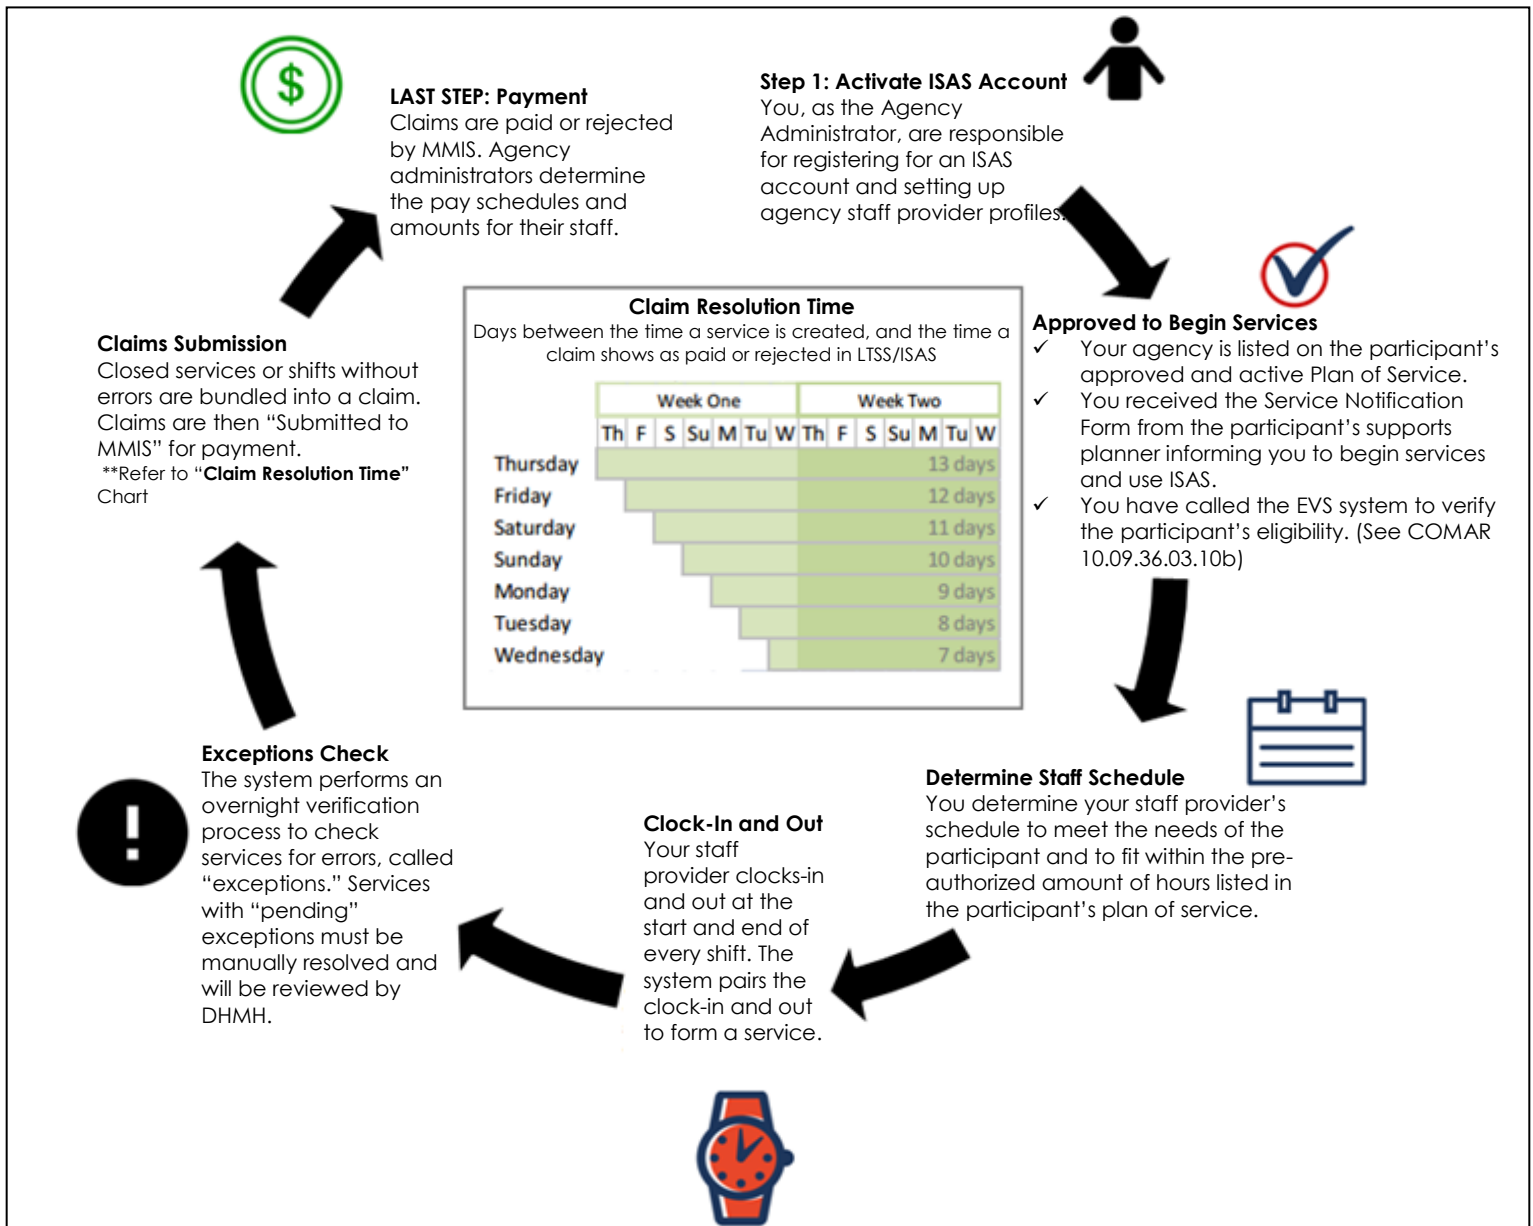 $
LAST STEP: Payment
Claims are paid or rejected
by MMIS. Agency
administrators determine
the pay schedules and
amounts for their staff.
Step 1: Activate ISAS Account
You, as the Agency
Administrator, are responsible
for registering for an ISAS
account and setting up
agency staff provider profiles.
Approved to Begin Services
✓ Your agency is listed on the participant's
approved and active Plan of Service.
✓ You received the Service Notification
Form from the participant's supports
planner informing you to begin services
and use ISAS.
✓ You have called the EVS system to verify
the participant's eligibility. (See COMAR
10.09.36.03.10b)
Determine Staff Schedule
You determine your staff provider's
schedule to meet the needs of the
participant and to fit within the pre-
authorized amount of hours listed in
the participant's plan of service.
Clock-In and Out
Your staff
provider clocks-in
and out at the
start and end of
every shift. The
system pairs the
clock-in and out
to form a service.
!
Exceptions Check
The system performs an
overnight verification
process to check
services for errors, called
“exceptions.” Services
with “pending”
exceptions must be
manually resolved and
will be reviewed by
DHMH.
Claims Submission
Closed services or shifts without
errors are bundled into a claim.
Claims are then “Submitted to
MMIS” for payment.
**Refer to “Claim Resolution Time”
Chart
Claim Resolution Time
Days between the time a service is created, and the time a
claim shows as paid or rejected in LTSS/ISAS
Week One Week Two
Th F S Su M Tu W Th F S Su M Tu W
Thursday 13 days
Friday 12 days
Saturday 11 days
Sunday 10 days
Monday 9 days
Tuesday 8 days
Wednesday 7 days